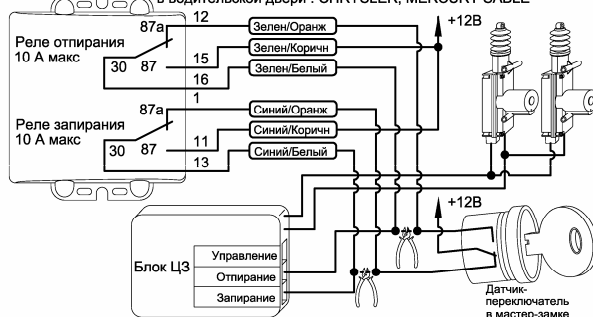 в водительской двери : CHRYSLER, MERCURY SABLE
12
87a
Зелен/Оранж
+12В
Реле отпирания
10 А макс
15
Зелен/Коричн
30
87
16
Зелен/Белый
1
87a
Синий/Оранж
Реле запирания
10 А макс
11
Синий/Коричн
30
87
13
Синий/Белый
+12В
Блок ЦЗ
Управление
Отпирание
Запирание
Датчик-
переключатель
в мастер-замке